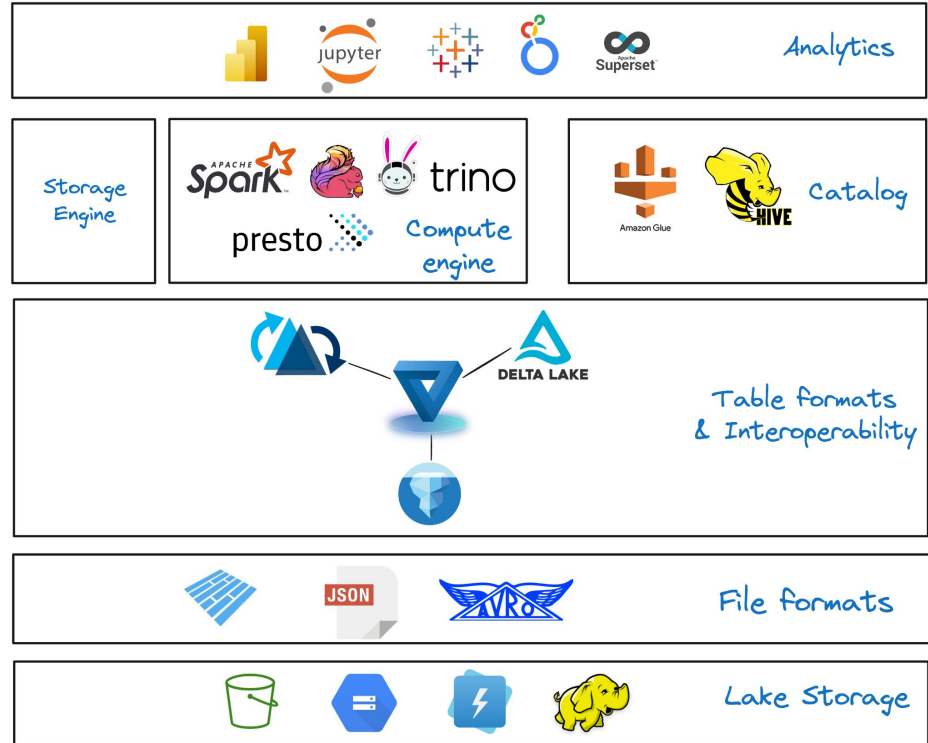 jupyter
Apache
Superset
Analytics
Storage
Engine
APACHE
Spark
trino
presto
Compute
engine
Amazon Glue
HIVE
Catalog
DELTA LAKE
Table formats
& Interoperability
JSON
AVRO
File formats
Lake Storage